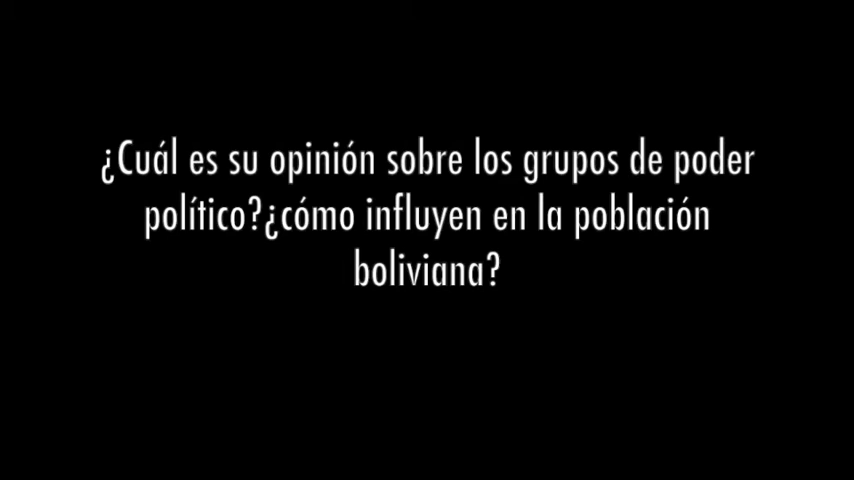 ¿Cuál es su opinión sobre los grupos de poder
político?¿cómo influyen en la población
boliviana?